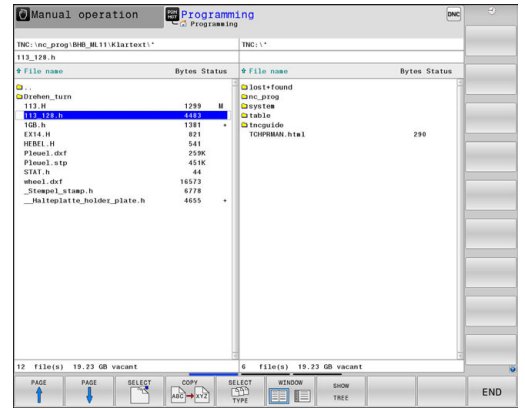 Manual operation
PGM MGT
Programming
Programming
DNC
TNC:\nc_prog\BHB_ML11\Klartext\*
TNC:\*
113_128.h
File name Bytes Status
File name Bytes Status
..
Drehen_turn
113.H 1299 M
113_128.h 4483
1GB.h 1381 +
EX14.H 821
HEBEL.H 541
Pleuel.dxf 259K
Pleuel.stp 451K
STAT.h 44
wheel.dxf 16573
_Stempel_stamp.h 6778
__Halteplatte_holder_plate.h 4655 +
lost+found
nc_prog
system
table
tncguide
TCHPRMAN.html 290
12 file(s) 19.23 GB vacant
6 file(s) 19.23 GB vacant
PAGE
PAGE
SELECT
COPY
ABC XYZ
SELECT
TYPE
WINDOW
SHOW
TREE
END